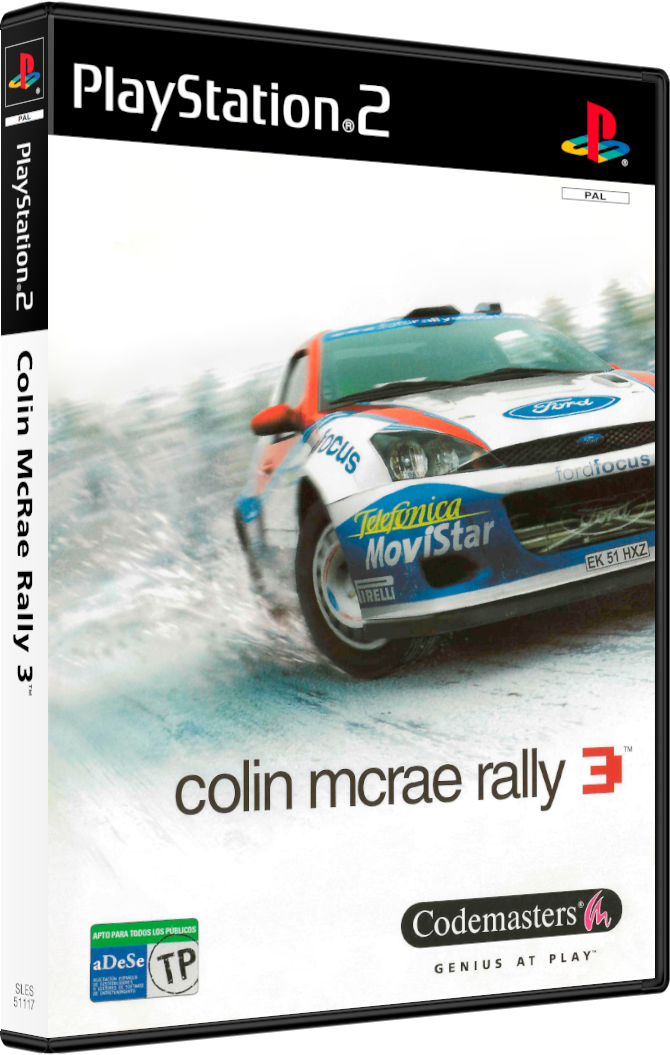 PAL
PlayStation®2
Colin McRae Rally 3™
SLES
51117
PlayStation®2
PAL
Ford
focus
fordfocus
Telefónica
MoviStar
EK 51 HXZ
PIRELLI
colin mcrae rally 3™
Codemasters®
GENIUS AT PLAY™
APTO PARA TODOS LOS PÚBLICOS
aDeSe
TP